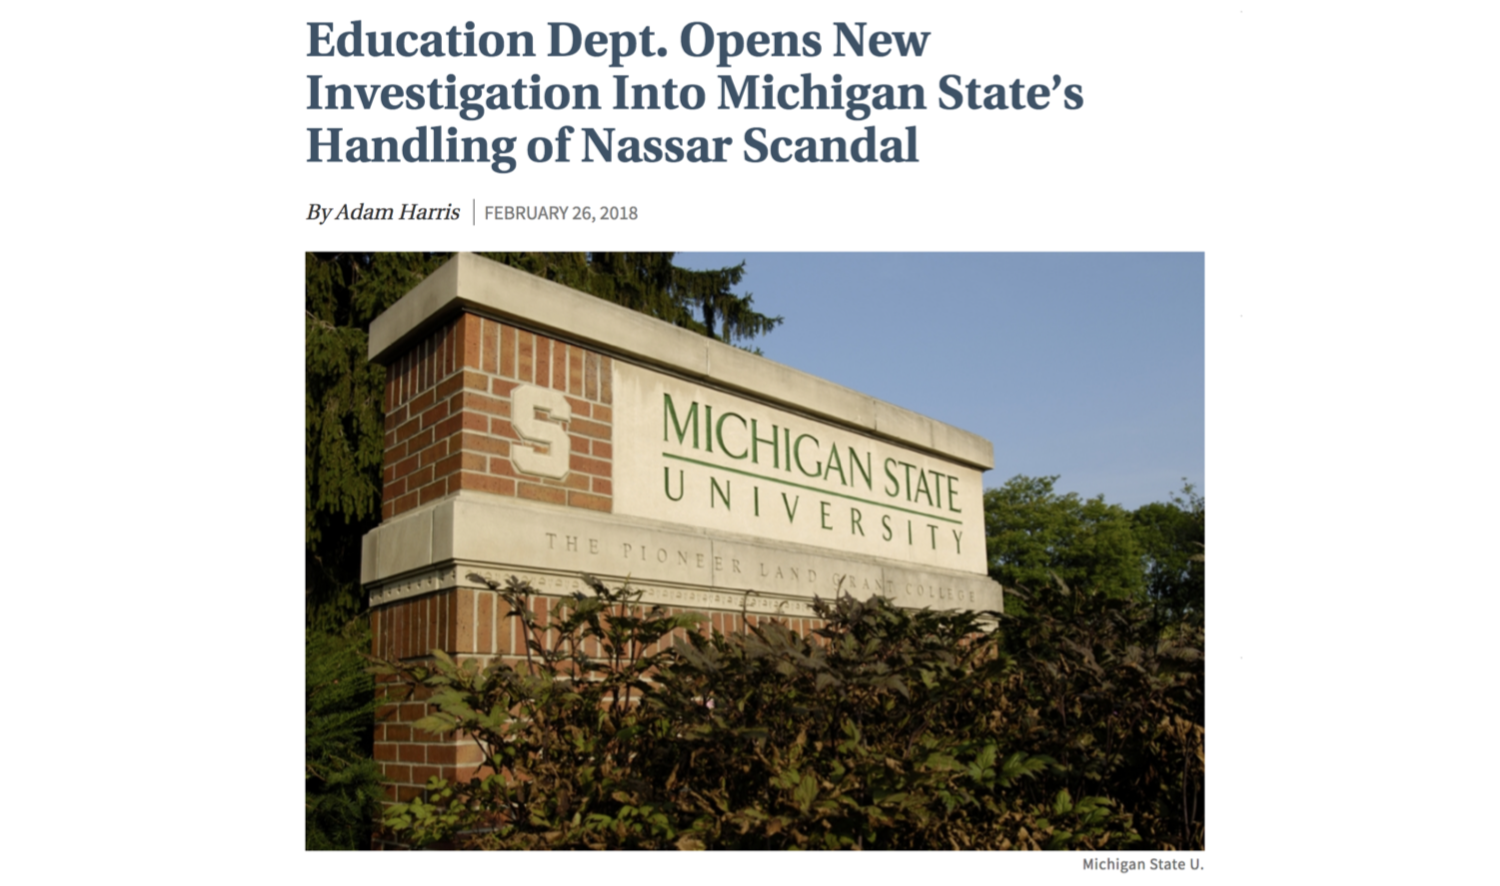 Education Dept. Opens New
Investigation Into Michigan State’s
Handling of Nassar Scandal
By Adam Harris | FEBRUARY 26, 2018
S
MICHIGAN STATE
UNIVERSITY
THE PIONEER LAND GRANT COLLEGE
Michigan State U.